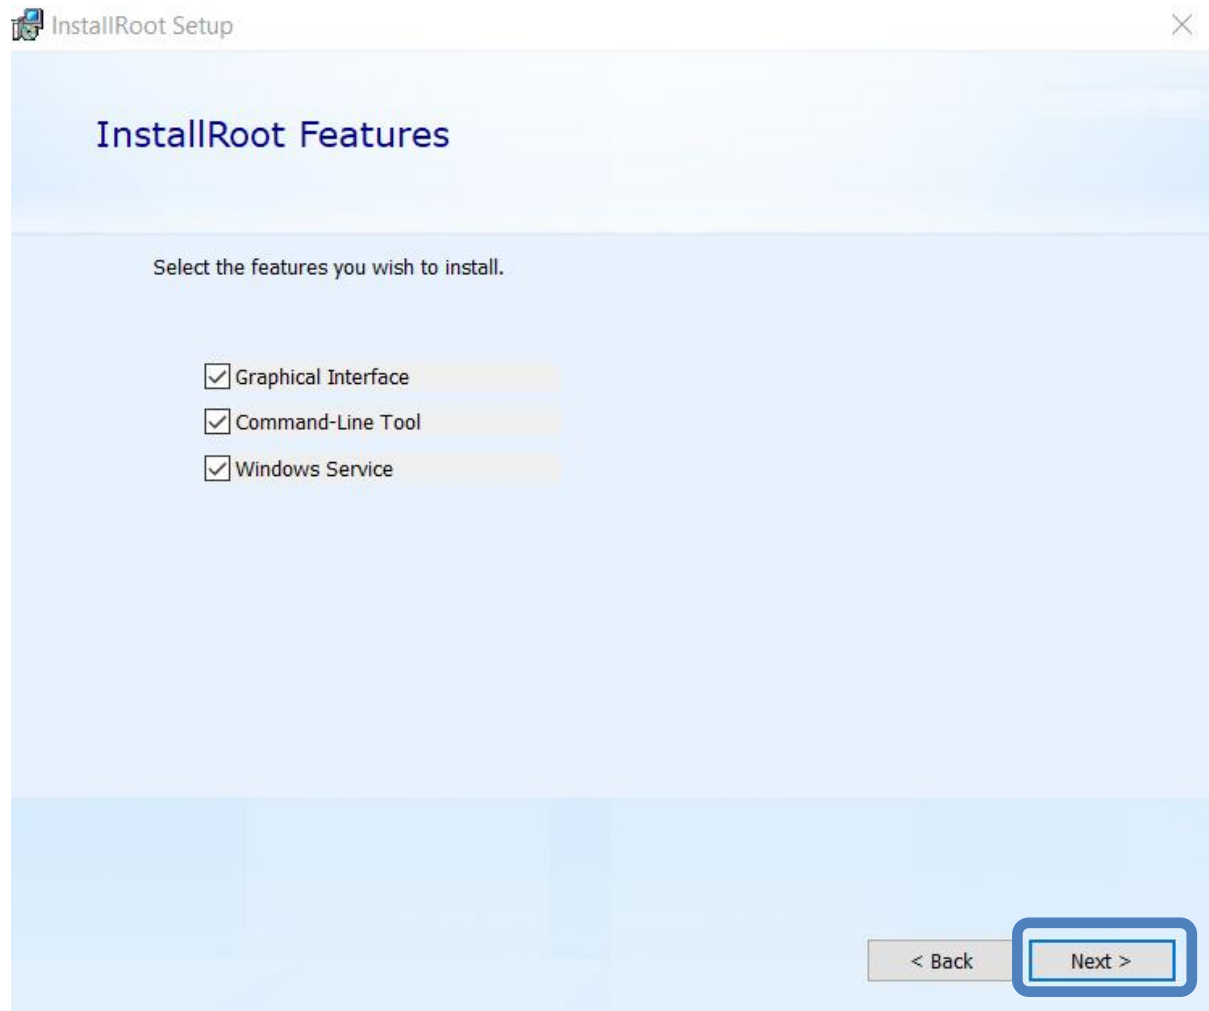 InstallRoot Setup
InstallRoot Features
Select the features you wish to install.
Graphical Interface
Command-Line Tool
Windows Service
< Back
Next >